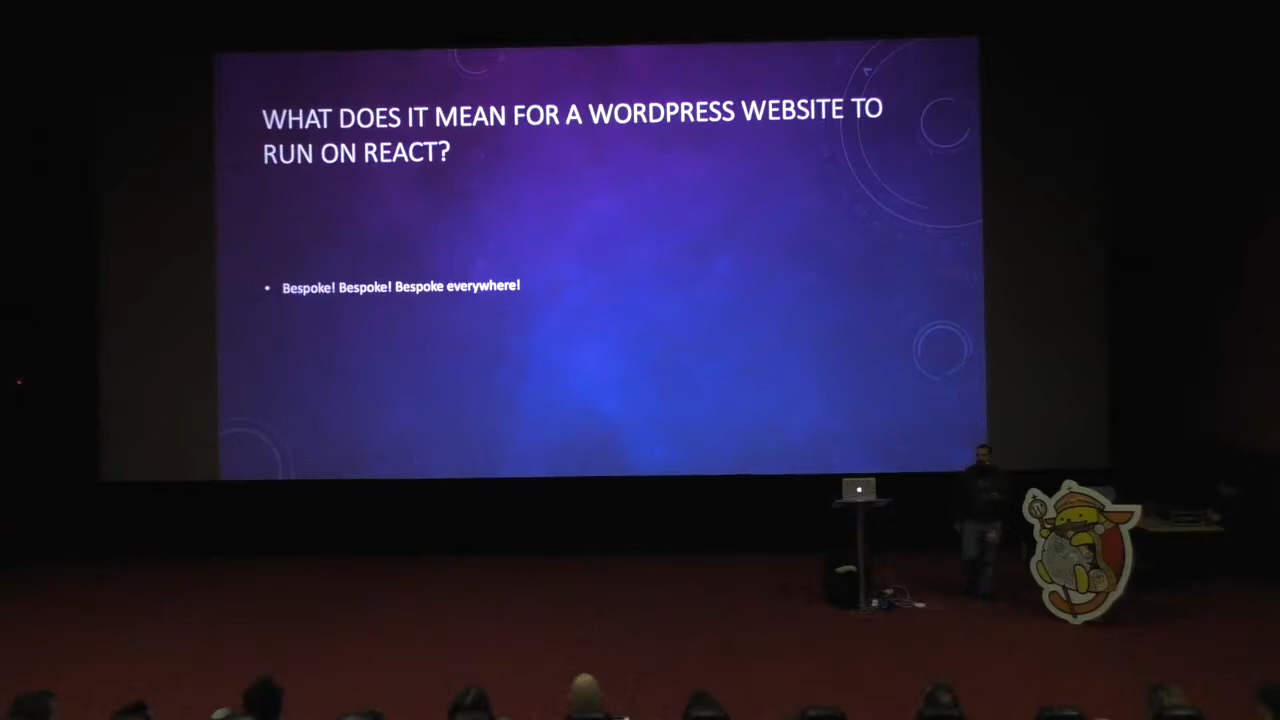 WHAT DOES IT MEAN FOR A WORDPRESS WEBSITE TO
RUN ON REACT?
• Bespoke! Bespoke! Bespoke everywhere!